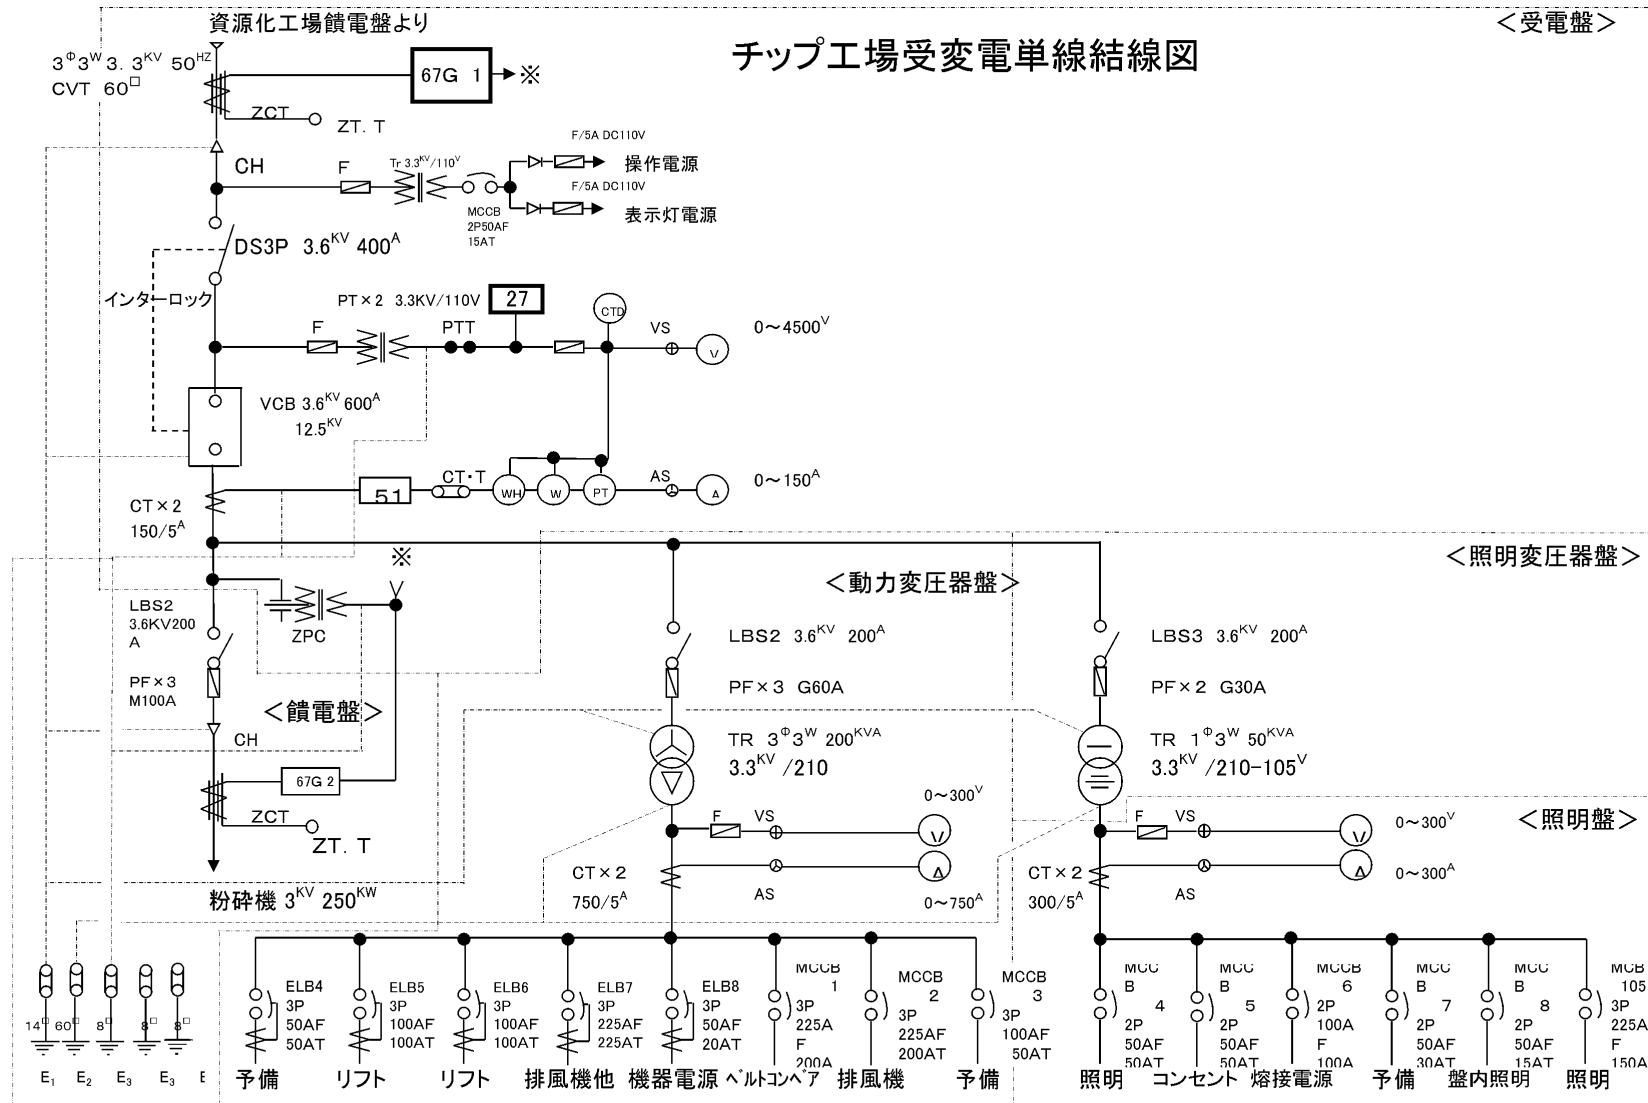 資源化工場饋電盤より
＜受電盤＞
チップ工場受変電単線結線図
3Φ3W 3. 3KV 50HZ
CVT 60□
67G 1
※
ZCT
ZT. T
CH
F
Tr 3.3KV/110V
F/5A DC110V
操作電源
F/5A DC110V
表示灯電源
MCCB
2P50AF
15AT
DS3P 3.6KV 400A
インターロック
PT×2 3.3KV/110V
27
CTD
F
PTT
VS
V
0～4500V
VCB 3.6KV 600A
12.5KV
CT×2
150/5A
51
CT・T
WH
W
PT
AS
A
0～150A
※
＜動力変圧器盤＞
＜照明変圧器盤＞
LBS2
3.6KV200
A
ZPC
PF×3
M100A
＜饋電盤＞
CH
67G 2
ZCT
ZT. T
粉砕機 3KV 250KW
LBS2 3.6KV 200A
PF×3 G60A
TR 3Φ3W 200KVA
3.3KV /210
F
VS
V
0～300V
CT×2
750/5A
AS
A
0～750A
LBS3 3.6KV 200A
PF×2 G30A
TR 1Φ3W 50KVA
3.3KV /210-105V
＜照明盤＞
F
VS
V
0～300V
CT×2
300/5A
AS
A
0～300A
14□
60□
8□
8□
8□
E1
E2
E3
E3
E
ELB4
3P
50AF
50AT
予備
ELB5
3P
100AF
100AT
リフト
ELB6
3P
100AF
100AT
リフト
ELB7
3P
225AF
225AT
排風機他
ELB8
3P
50AF
20AT
機器電源
MCCB
1
3P
225A
F
200A
ﾍﾞﾙﾄｺﾝﾍﾞｱ
MCCB
2
3P
225AF
200AT
排風機
MCCB
3
3P
100AF
50AT
予備
MCC
B
4
2P
50AF
50AT
照明
MCC
B
5
2P
50AF
50AT
コンセント
MCCB
6
2P
100A
F
100A
熔接電源
MCC
B
7
2P
50AF
30AT
予備
MCC
B
8
2P
50AF
15AT
盤内照明
MCB
105
3P
225A
F
150A
照明